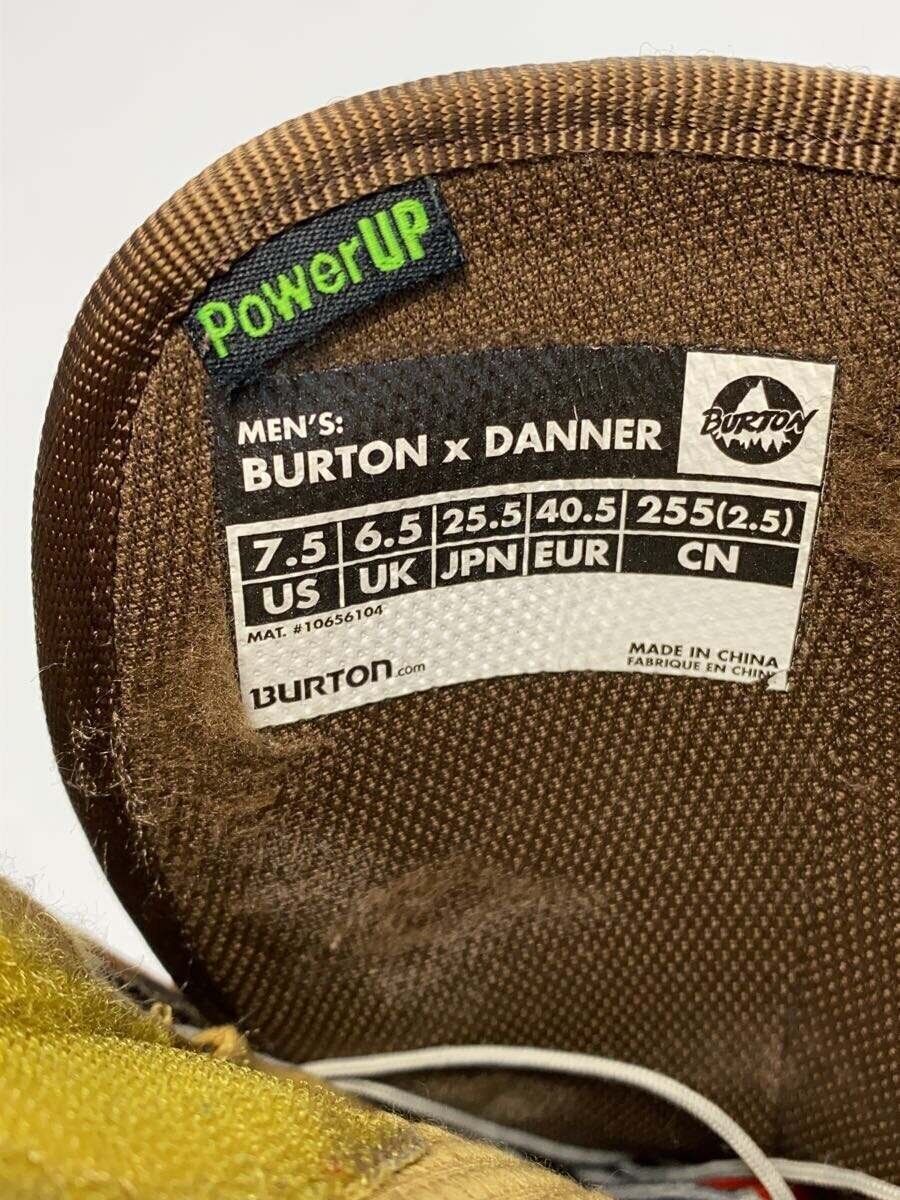 PowerUP
MEN'S:
BURTON x DANNER
BURTON
7.5 6.5 25.5 40.5 255(2.5)
US UK JPN EUR CN
MAT. #10656104
BURTON.com
MADE IN CHINA
FABRIQUE EN CHINE